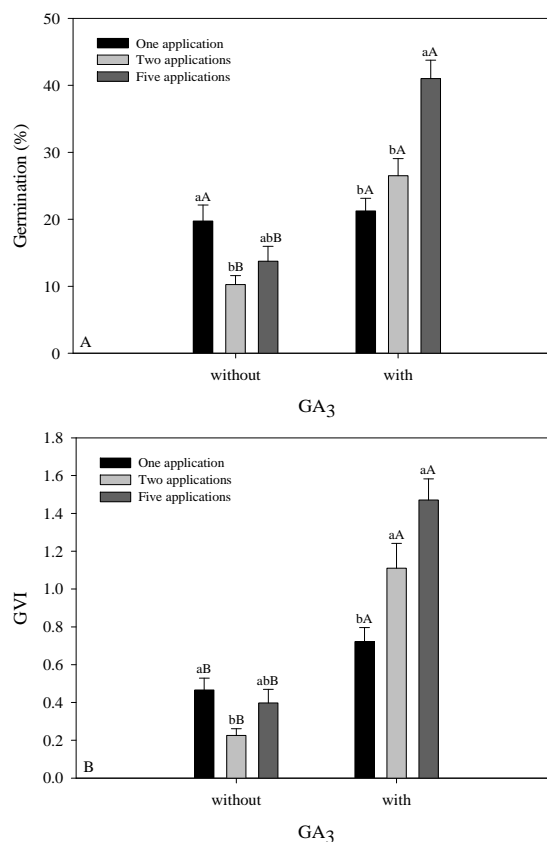 50
40
30
20
10
0
Germination (%)
One application
Two applications
Five applications
aA
bB
abB
bA
bA
aA
A
without
with
GA3
1.8
1.6
1.4
1.2
1.0
0.8
0.6
0.4
0.2
0.0
GVI
One application
Two applications
Five applications
aB
bB
abB
bA
aA
aA
B
without
with
GA3